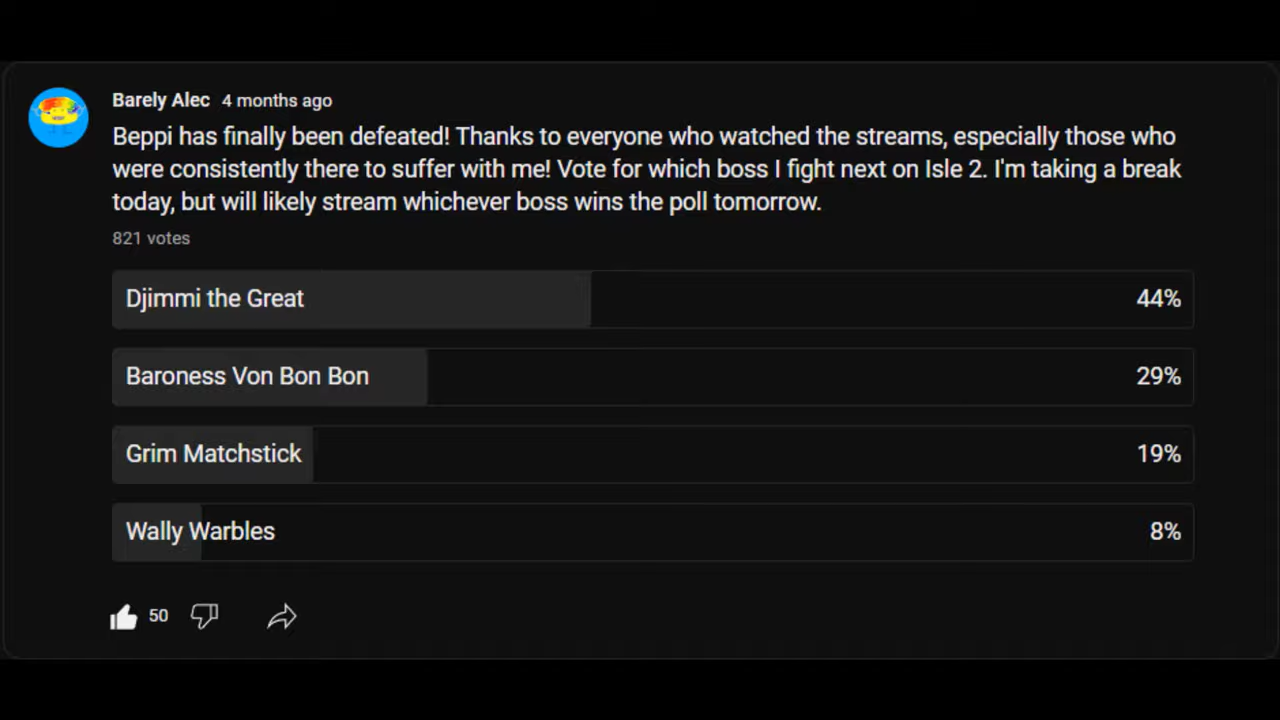 Barely Alec 4 months ago
Beppi has finally been defeated! Thanks to everyone who watched the streams, especially those who
were consistently there to suffer with me! Vote for which boss I fight next on Isle 2. I'm taking a break
today, but will likely stream whichever boss wins the poll tomorrow.
821 votes
Djimmi the Great 44%
Baroness Von Bon Bon 29%
Grim Matchstick 19%
Wally Warbles 8%
50